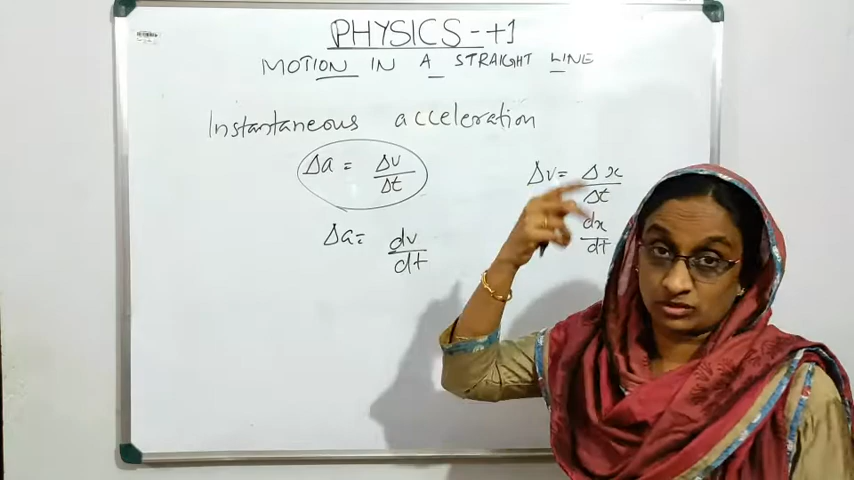 PHYSICS - +1
MOTION IN A STRAIGHT LINE
Instantaneous acceleration
Δa = Δv/Δt
Δv = Δx/Δt
dx/dt
Δa = dv/dt